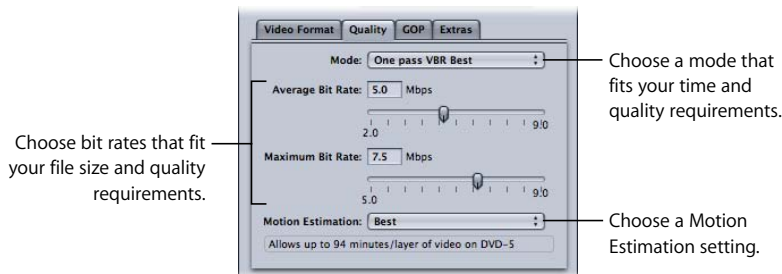 Video Format Quality GOP Extras
Mode: One pass VBR Best
Choose a mode that
fits your time and
quality requirements.
Average Bit Rate: 5.0 Mbps
2.0 9.0
Choose bit rates that fit
your file size and quality
requirements.
Maximum Bit Rate: 7.5 Mbps
5.0 9.0
Motion Estimation: Best
Choose a Motion
Estimation setting.
Allows up to 94 minutes/layer of video on DVD-5